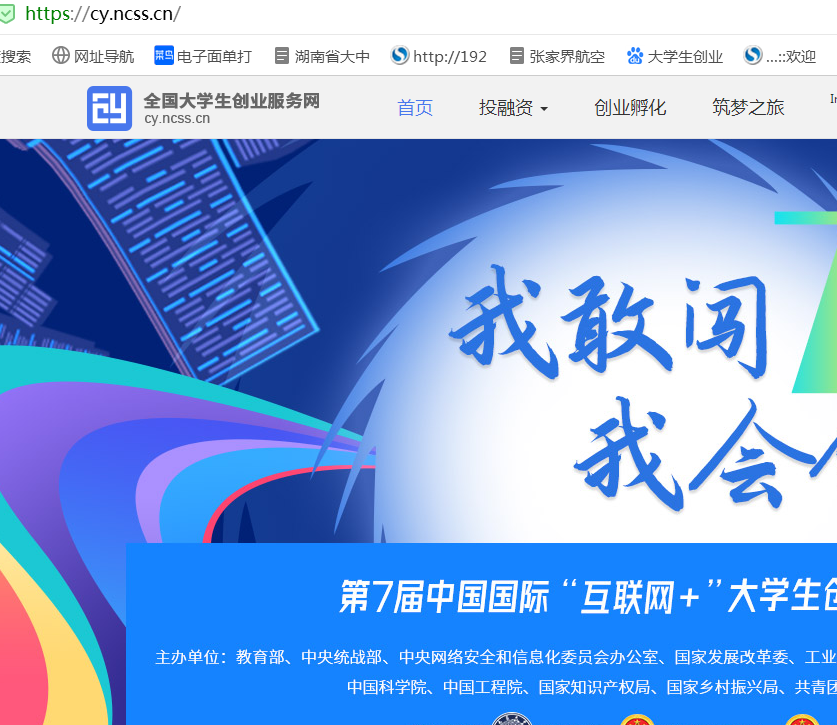 https://cy.ncss.cn/
搜索 网址导航 菜鸟 电子面单打 湖南省大中 http://192 张家界航空 大学生创业 ...::欢迎
全国大学生创业服务网
cy.ncss.cn
首页 投融资 创业孵化 筑梦之旅
我敢闯
我会
第7届中国国际“互联网+”大学生创
主办单位：教育部、中央统战部、中央网络安全和信息化委员会办公室、国家发展改革委、工业
中国科学院、中国工程院、国家知识产权局、国家乡村振兴局、共青团